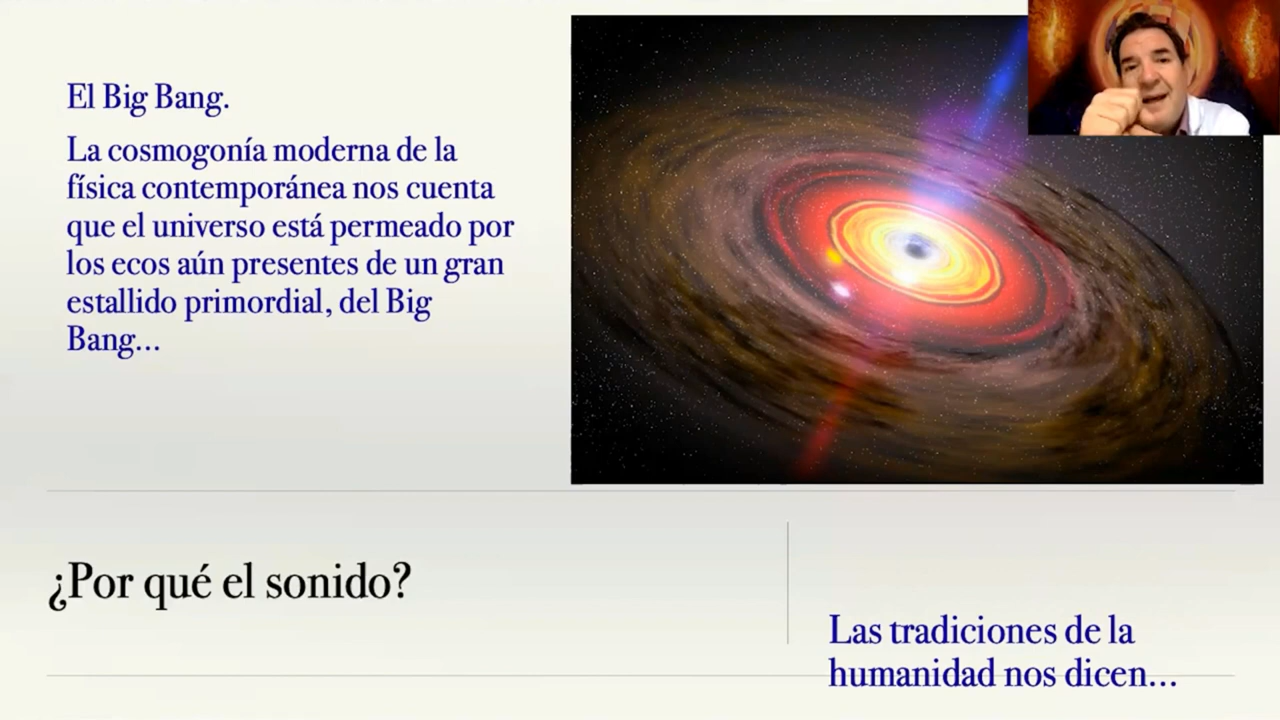 El Big Bang.
La cosmogonía moderna de la
física contemporánea nos cuenta
que el universo está permeado por
los ecos aún presentes de un gran
estallido primordial, del Big
Bang...
¿Por qué el sonido?
Las tradiciones de la
humanidad nos dicen...